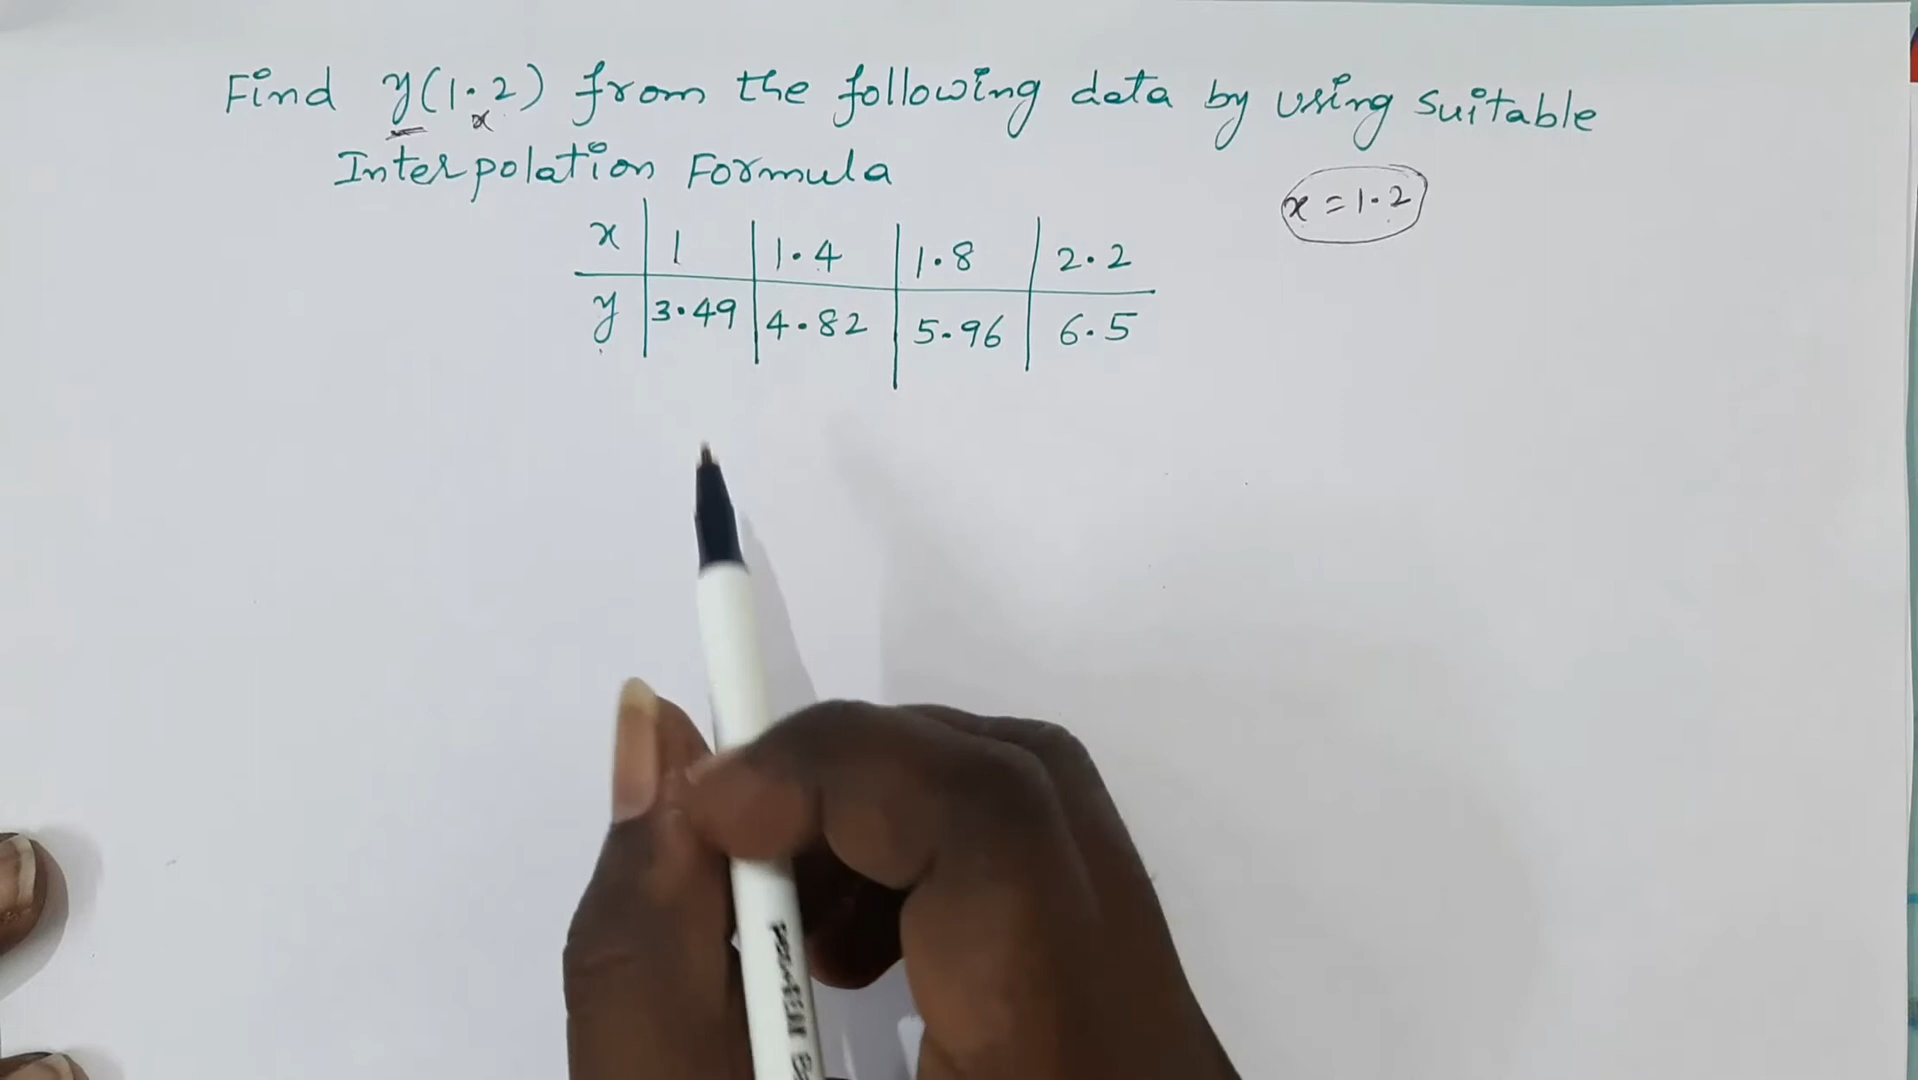 Find y(1.2) from the following data by using suitable
x
Interpolation Formula
x = 1.2
x 1 1.4 1.8 2.2
y 3.49 4.82 5.96 6.5